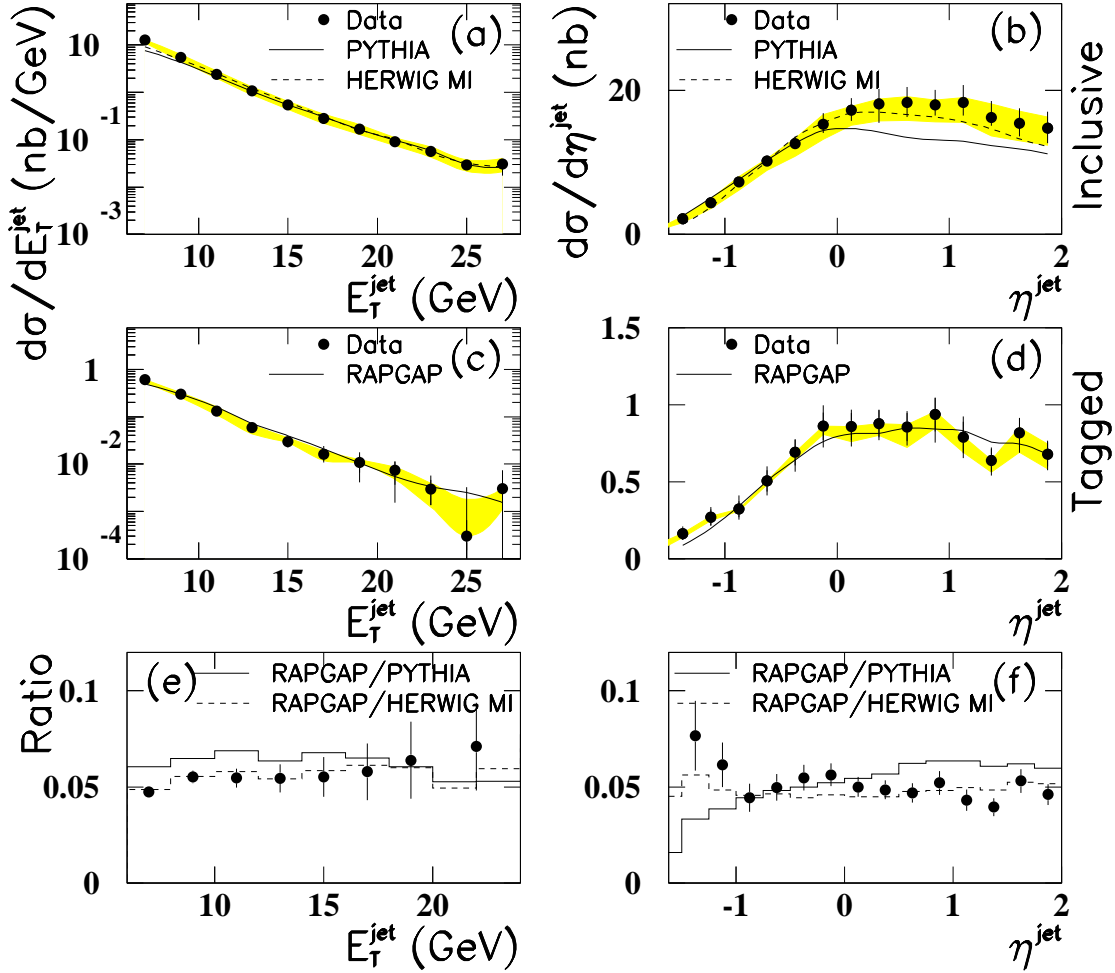 dσ/dE_T^jet (nb/GeV)
10
10 -1
10 -3
Data
PYTHIA
HERWIG MI
(a)
10 15 20 25
E_T^jet (GeV)
dσ/dη^jet (nb)
20
0
Data
PYTHIA
HERWIG MI
(b)
-1 0 1 2
η^jet
Inclusive
1
10 -2
10 -4
Data
RAPGAP
(c)
10 15 20 25
E_T^jet (GeV)
1.5
1
0.5
0
Data
RAPGAP
(d)
-1 0 1 2
η^jet
Tagged
Ratio
0.1
0.05
0
(e)
RAPGAP/PYTHIA
RAPGAP/HERWIG MI
10 15 20
E_T^jet (GeV)
0.1
0.05
0
RAPGAP/PYTHIA
RAPGAP/HERWIG MI
(f)
-1 0 1 2
η^jet